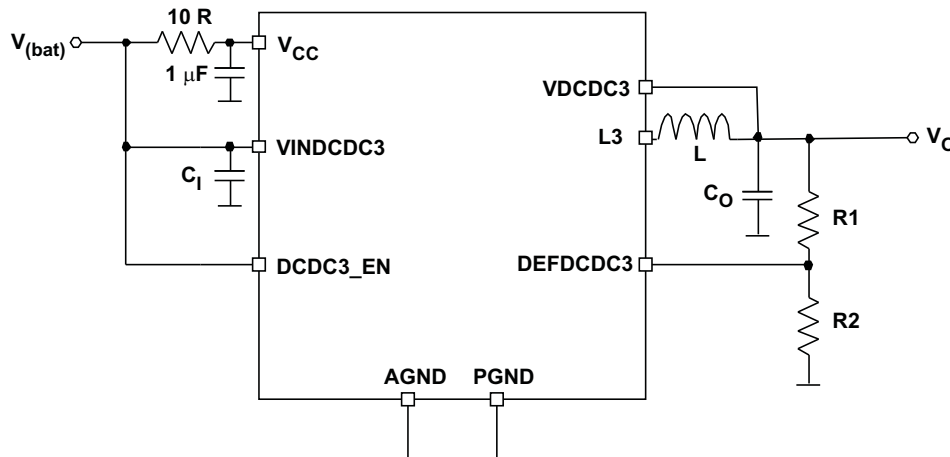 10 R
V(bat)
VCC
1 μF
VDCDC3
L3
VO
VINDCDC3
L
CI
CO
R1
DCDC3_EN
DEFDCDC3
R2
AGND
PGND